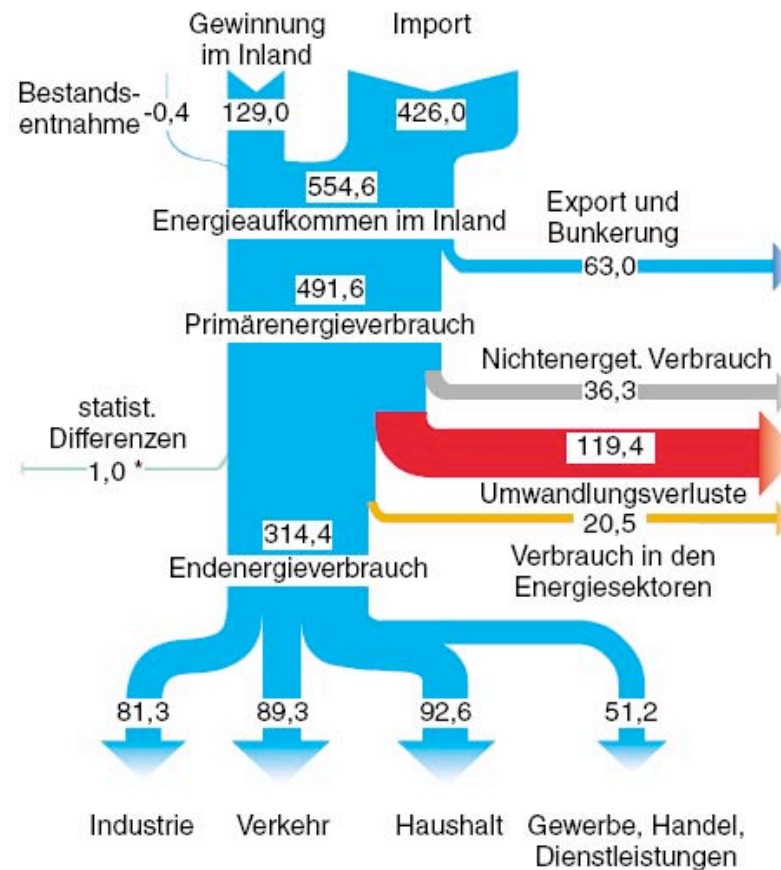 Gewinnung
im Inland
Import
Bestands-
entnahme
-0,4
129,0
426,0
554,6
Energieaufkommen im Inland
Export und
Bunkerung
63,0
491,6
Primärenergieverbrauch
Nichtenerget. Verbrauch
36,3
statist.
Differenzen
1,0 *
119,4
Umwandlungsverluste
20,5
Verbrauch in den
Energiesektoren
314,4
Endenergieverbrauch
81,3
89,3
92,6
51,2
Industrie
Verkehr
Haushalt
Gewerbe, Handel,
Dienstleistungen